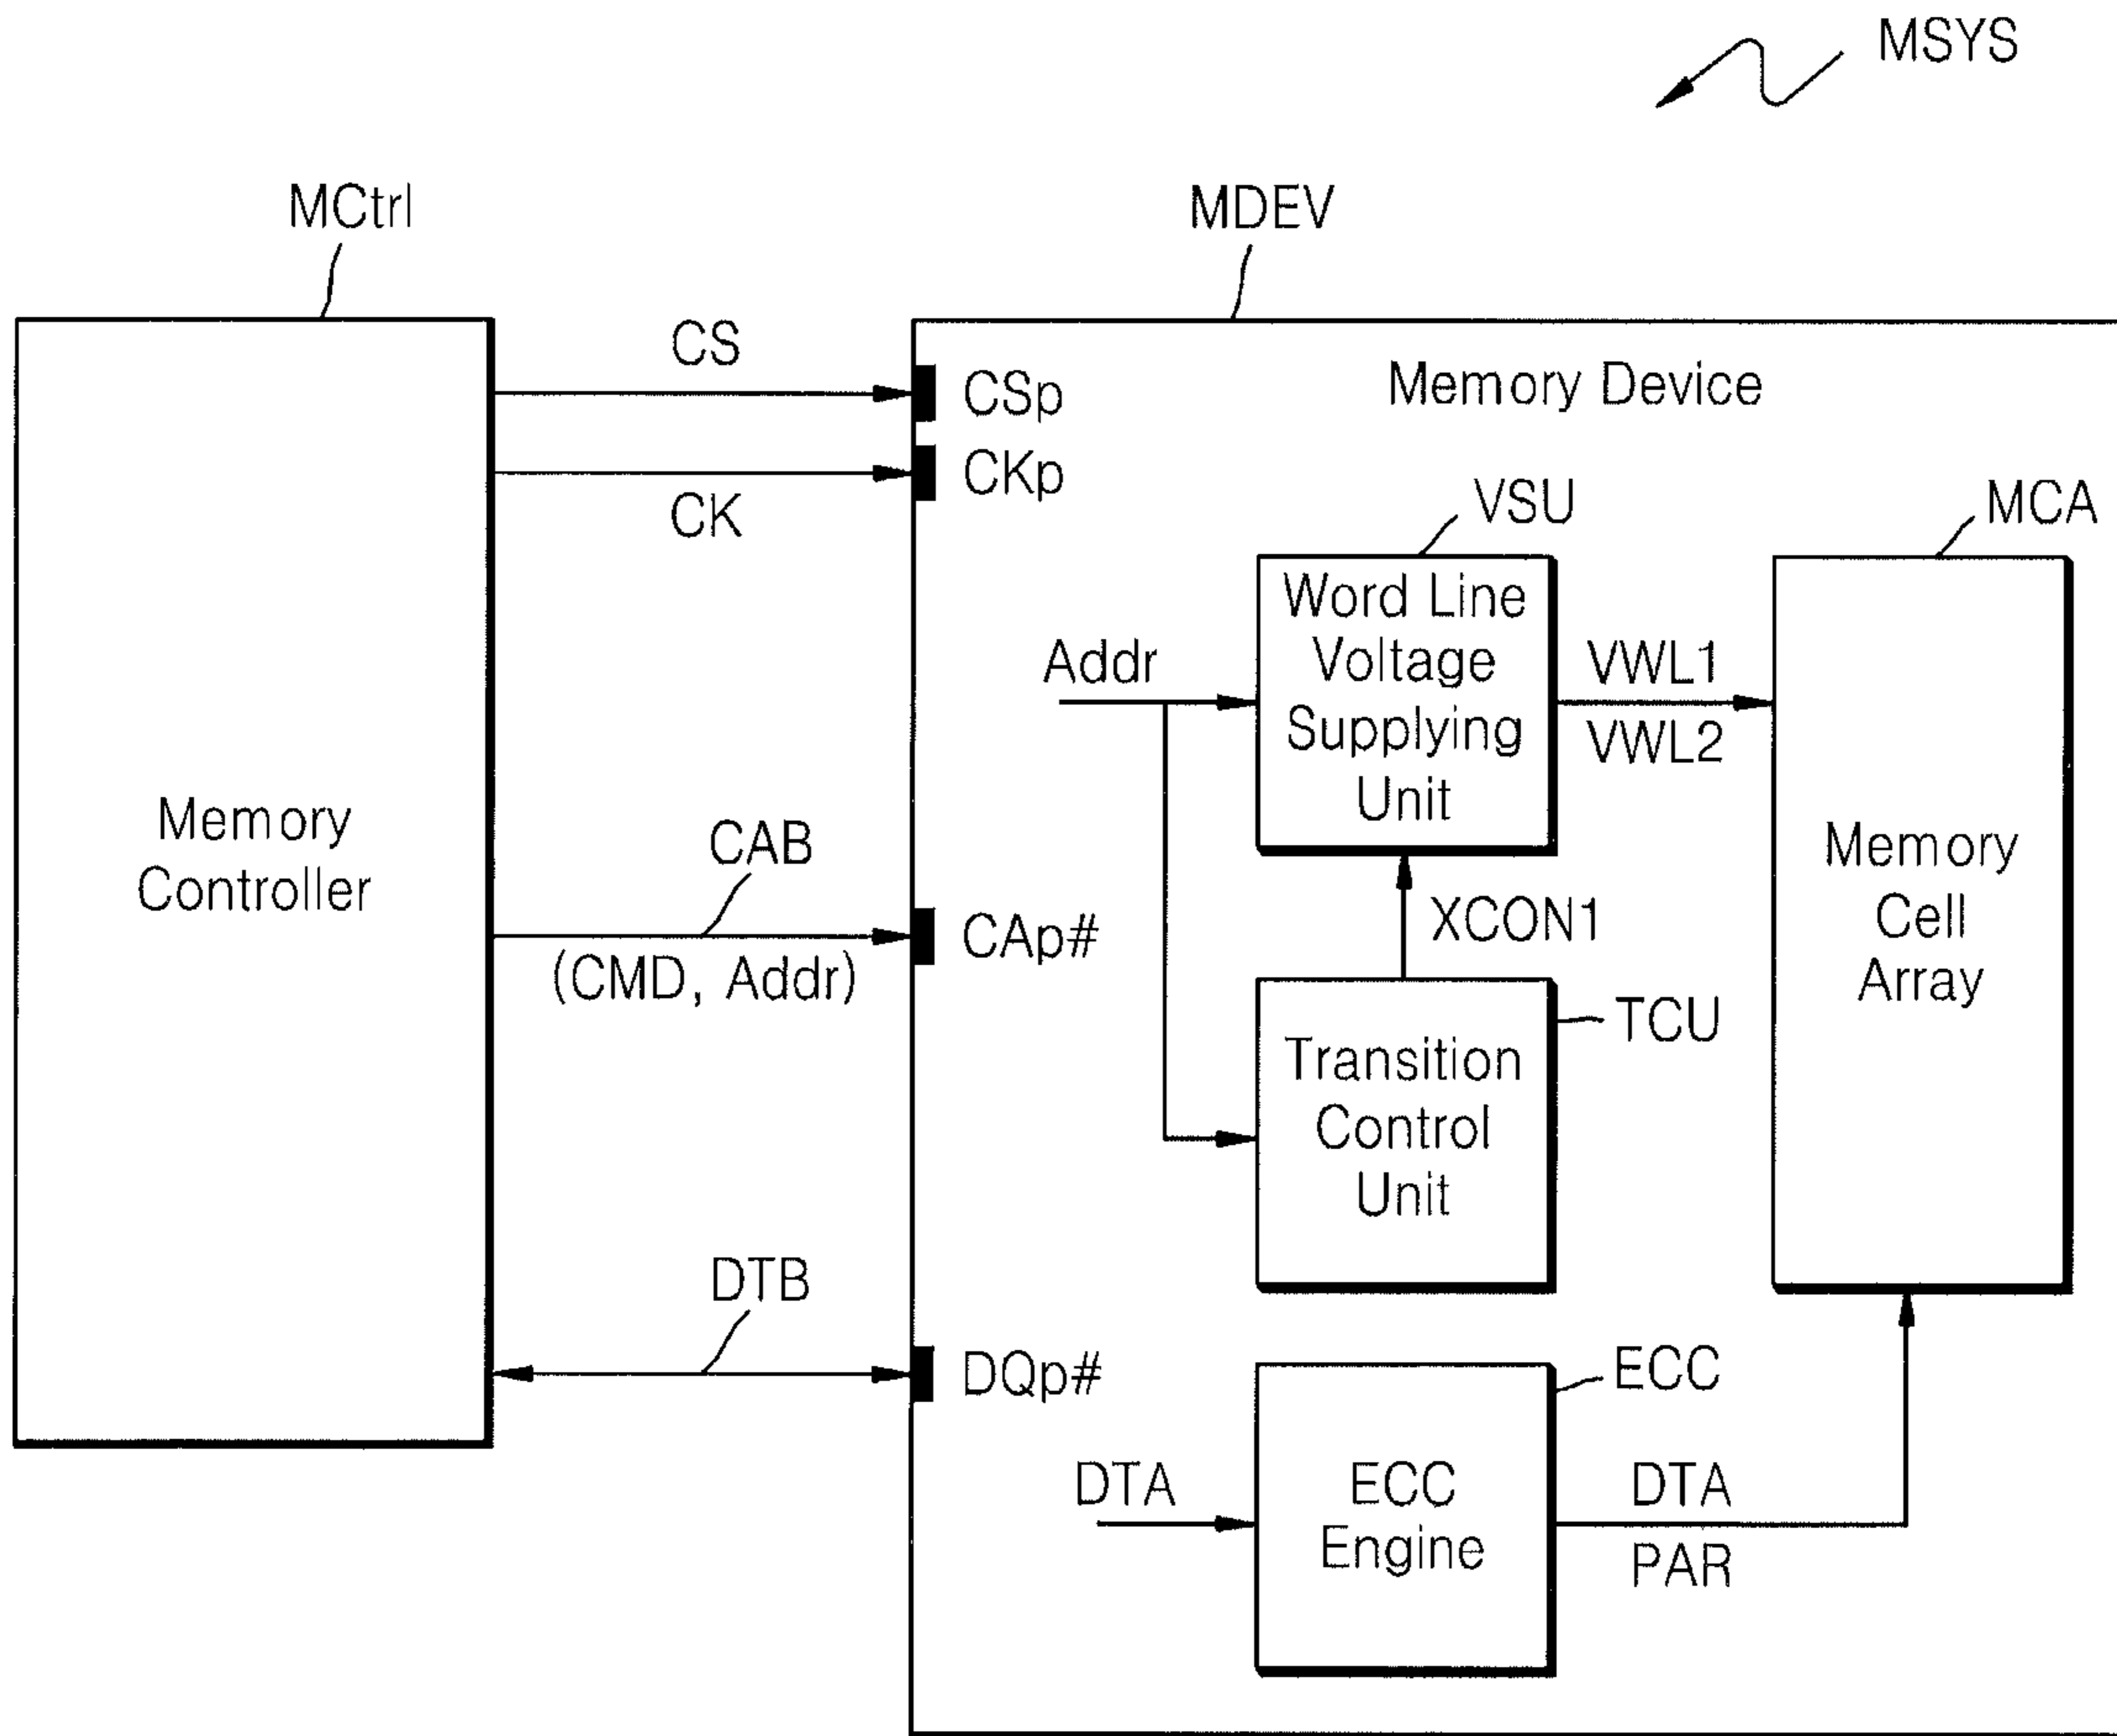 MSYS
MCtrl
MDEV
CS
CSp
Memory Device
CKp
CK
VSU
MCA
Word Line
Voltage
Supplying
Unit
Addr
VWL1
VWL2
Memory
Controller
CAB
(CMD, Addr)
CAp#
XCON1
Memory
Cell
Array
TCU
Transition
Control
Unit
DTB
DQp#
ECC
DTA
ECC
Engine
DTA
PAR